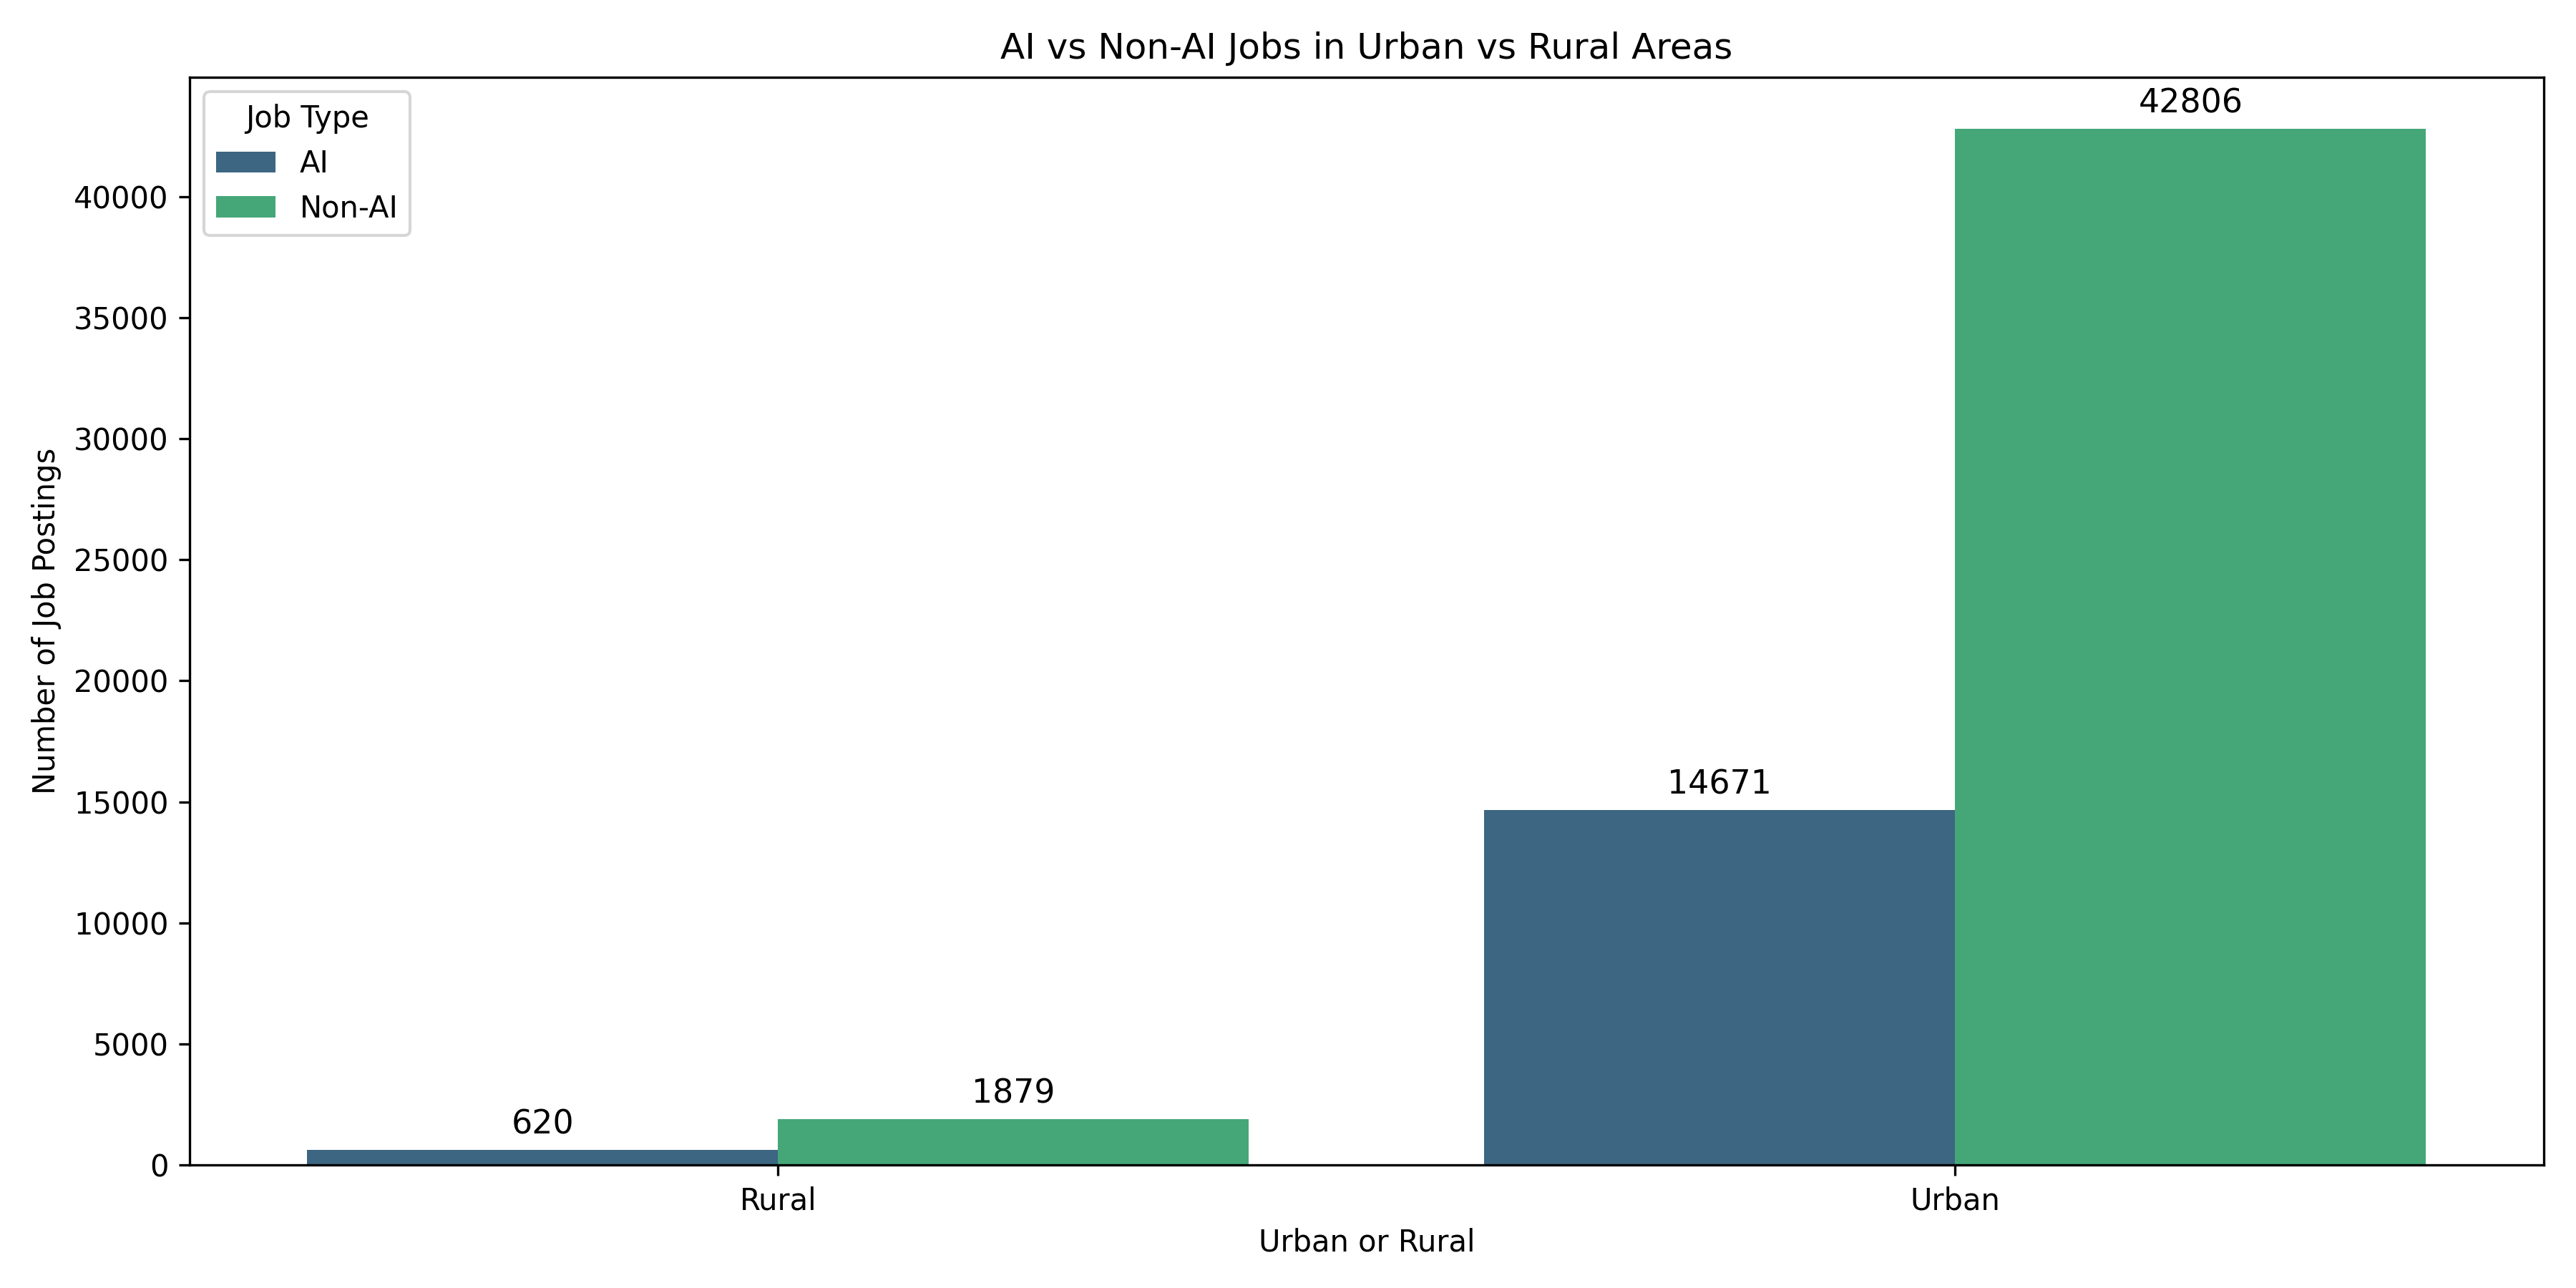 AI vs Non-AI Jobs in Urban vs Rural Areas
Job Type
AI
Non-AI
Number of Job Postings
40000
35000
30000
25000
20000
15000
10000
5000
0
620
1879
14671
42806
Rural
Urban
Urban or Rural